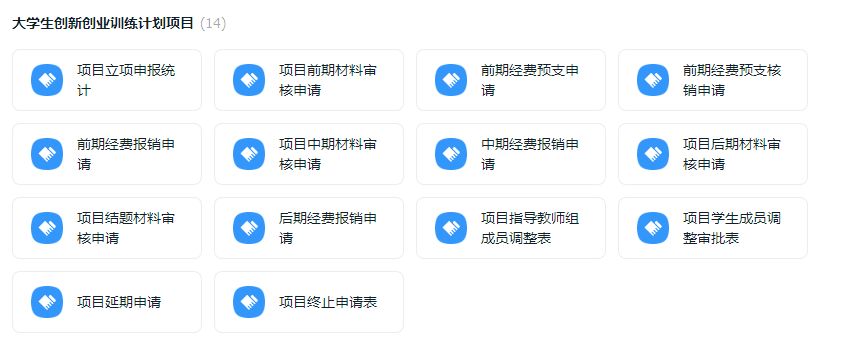 大学生创新创业训练计划项目 (14)
项目立项申报统
计
项目前期材料审
核申请
前期经费预支申
请
前期经费预支核
销申请
前期经费报销申
请
项目中期材料审
核申请
中期经费报销申
请
项目后期材料审
核申请
项目结题材料审
核申请
后期经费报销申
请
项目指导教师组
成员调整表
项目学生成员调
整审批表
项目延期申请
项目终止申请表